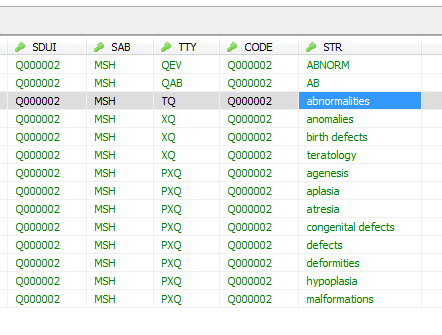 SDUI SAB TTY CODE STR
Q000002 MSH QEV Q000002 ABNORM
Q000002 MSH QAB Q000002 AB
Q000002 MSH TQ Q000002 abnormalities
Q000002 MSH XQ Q000002 anomalies
Q000002 MSH XQ Q000002 birth defects
Q000002 MSH XQ Q000002 teratology
Q000002 MSH PXQ Q000002 agenesis
Q000002 MSH PXQ Q000002 aplasia
Q000002 MSH PXQ Q000002 atresia
Q000002 MSH PXQ Q000002 congenital defects
Q000002 MSH PXQ Q000002 defects
Q000002 MSH PXQ Q000002 deformities
Q000002 MSH PXQ Q000002 hypoplasia
Q000002 MSH PXQ Q000002 malformations